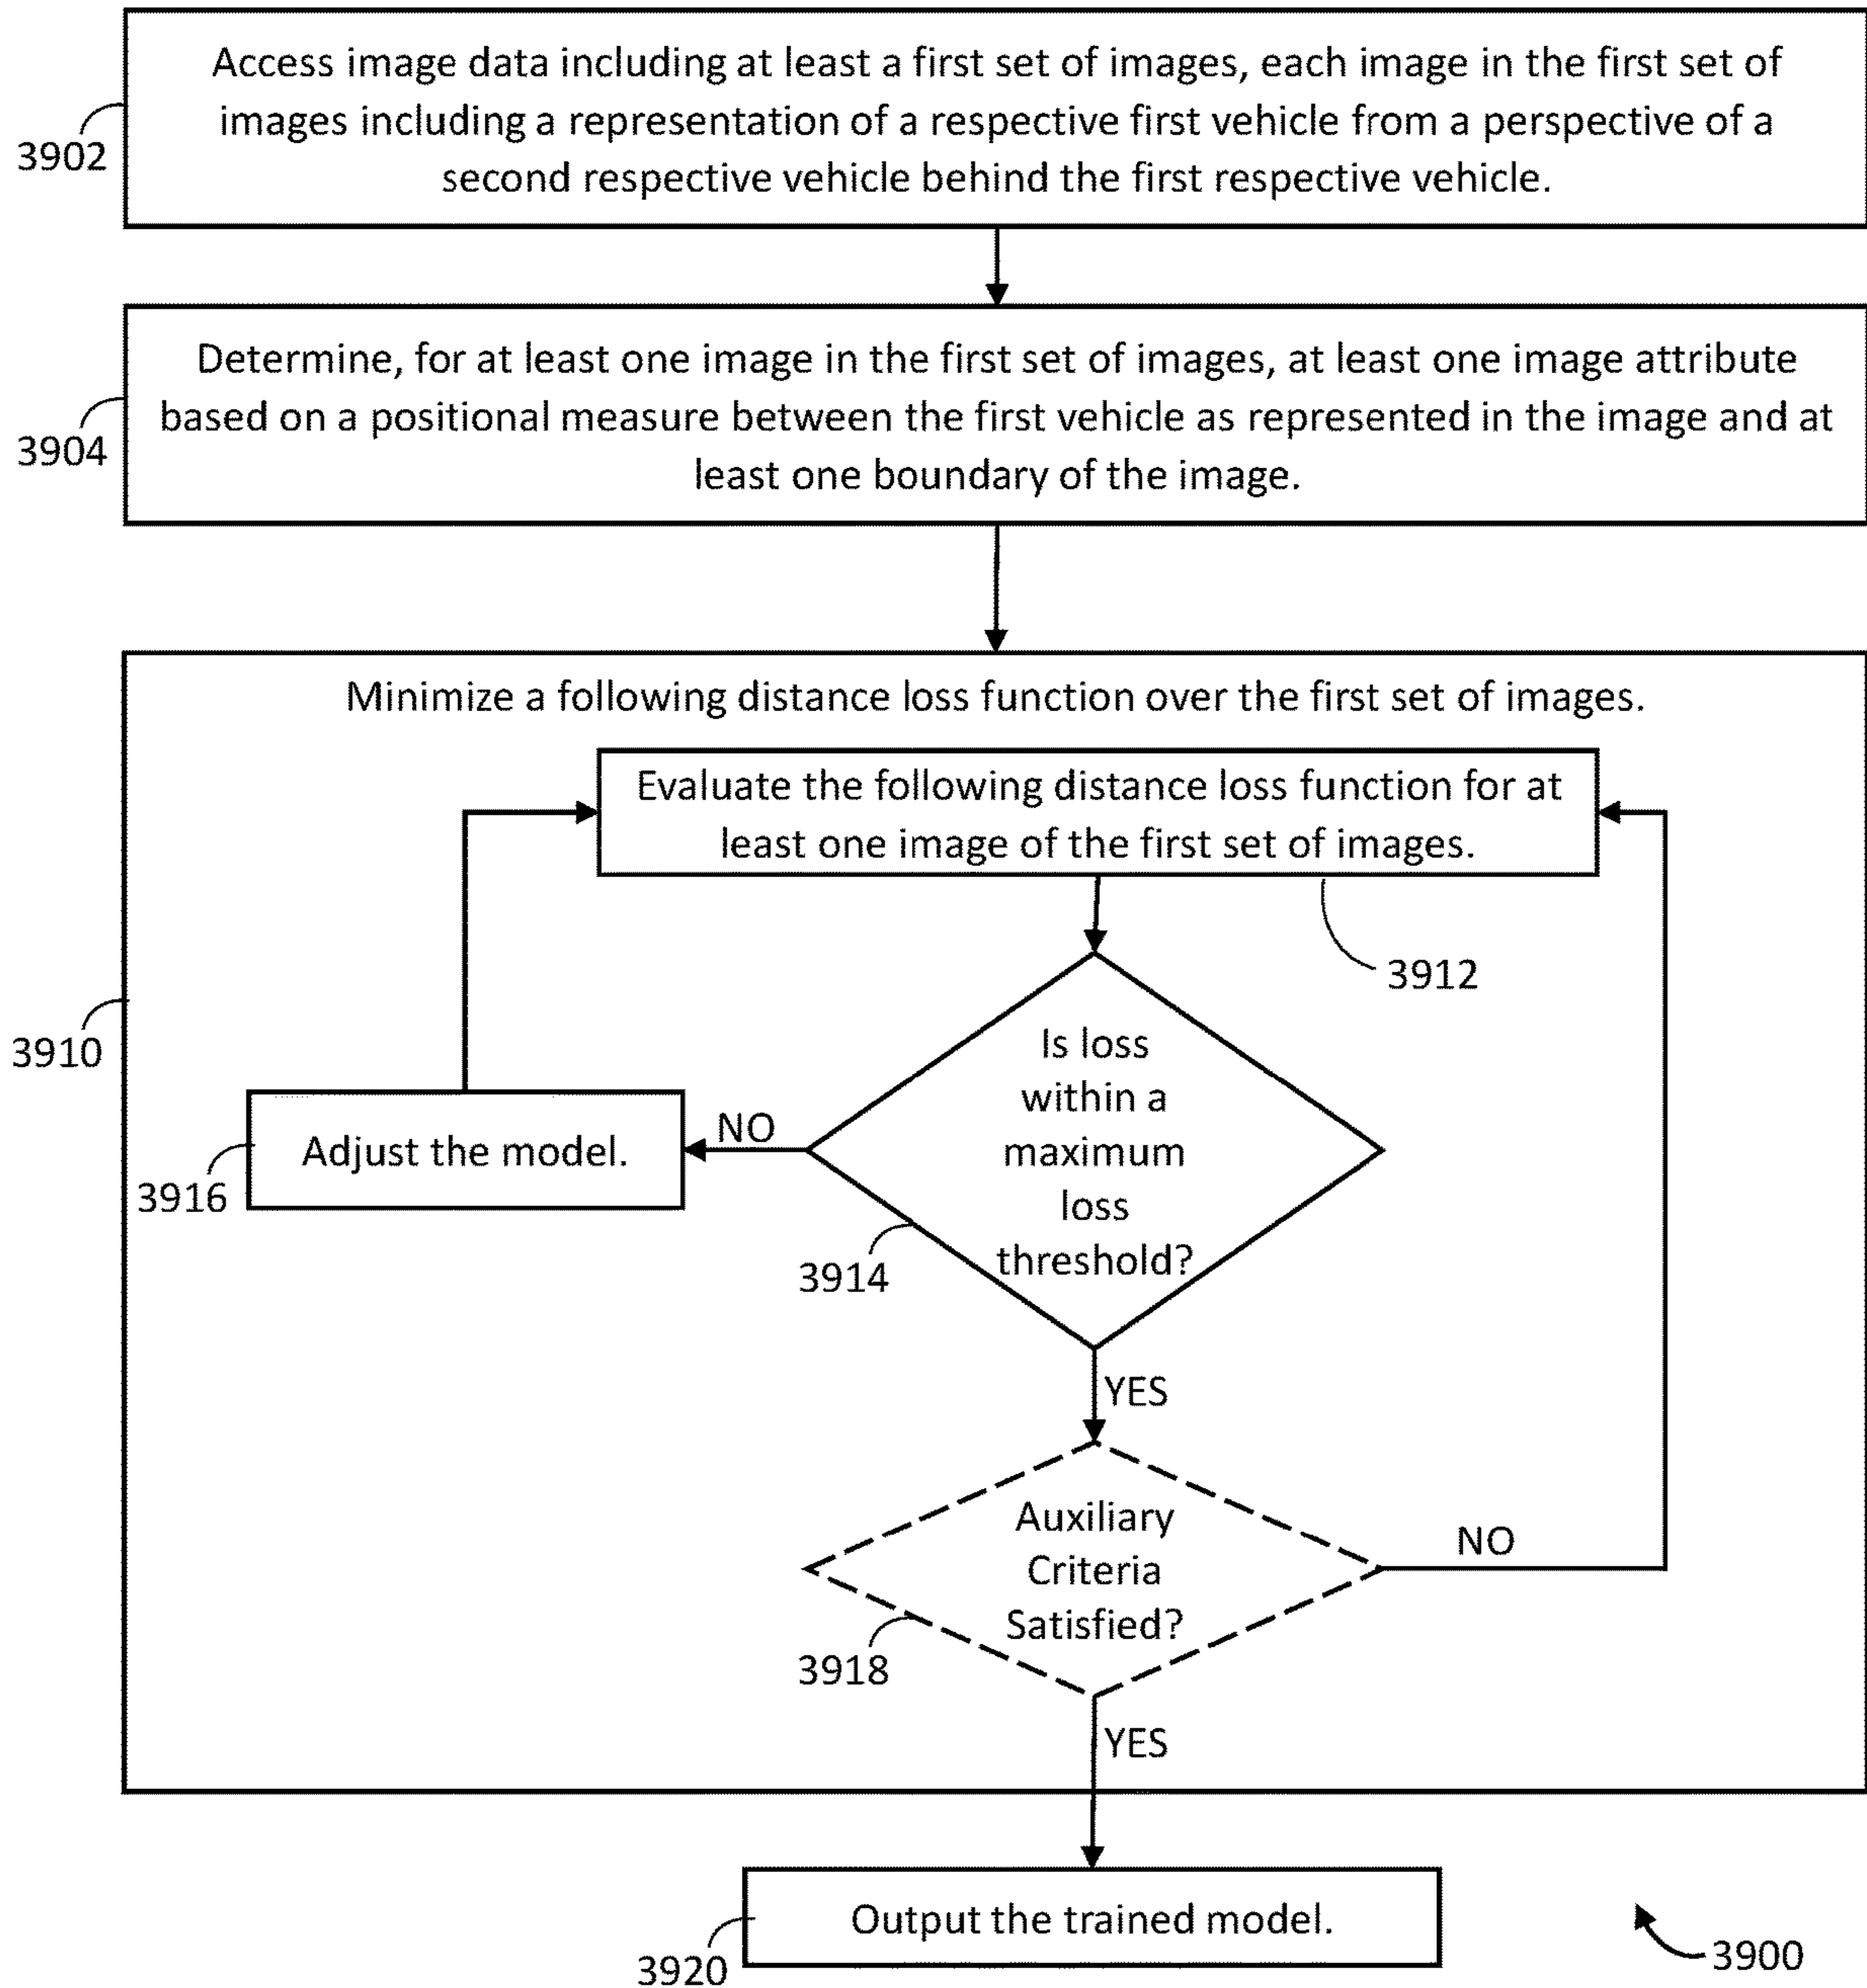 Access image data including at least a first set of images, each image in the first set of
images including a representation of a respective first vehicle from a perspective of a
second respective vehicle behind the first respective vehicle.
3902
Determine, for at least one image in the first set of images, at least one image attribute
based on a positional measure between the first vehicle as represented in the image and at
least one boundary of the image.
3904
Minimize a following distance loss function over the first set of images.
Evaluate the following distance loss function for at
least one image of the first set of images.
3912
3910
Is loss
within a
maximum
loss
threshold?
3914
NO
Adjust the model.
3916
YES
Auxiliary
Criteria
Satisfied?
3918
NO
YES
Output the trained model.
3920
3900